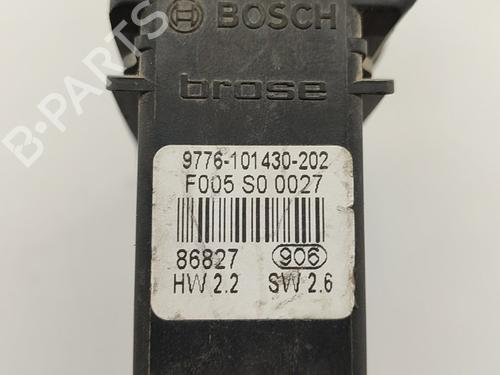 BOSCH
brose
B-PARTS
9776-101430-202
F005 S0 0027
86827 906
HW 2.2 SW 2.6